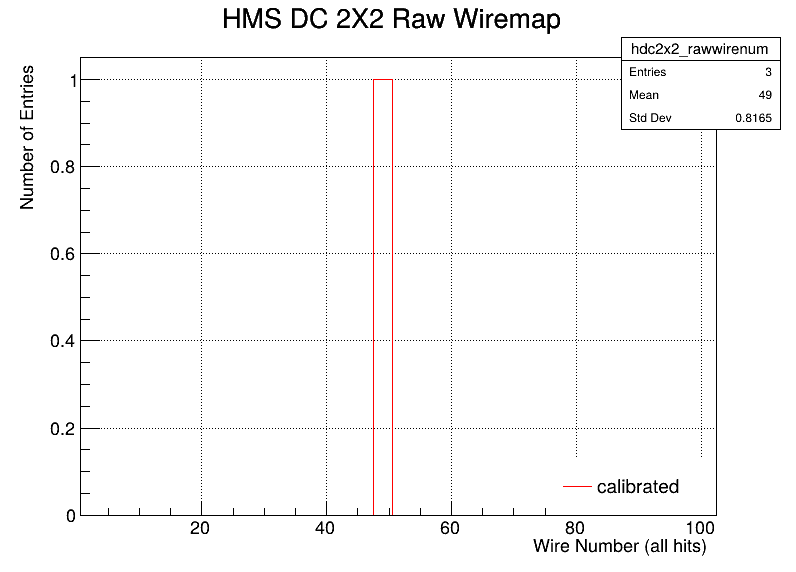 HMS DC 2X2 Raw Wiremap
hdc2x2_rawwirenum
Entries 3
Mean 49
Std Dev 0.8165
Number of Entries
1
0.8
0.6
0.4
0.2
0
calibrated
20 40 60 80 100
Wire Number (all hits)